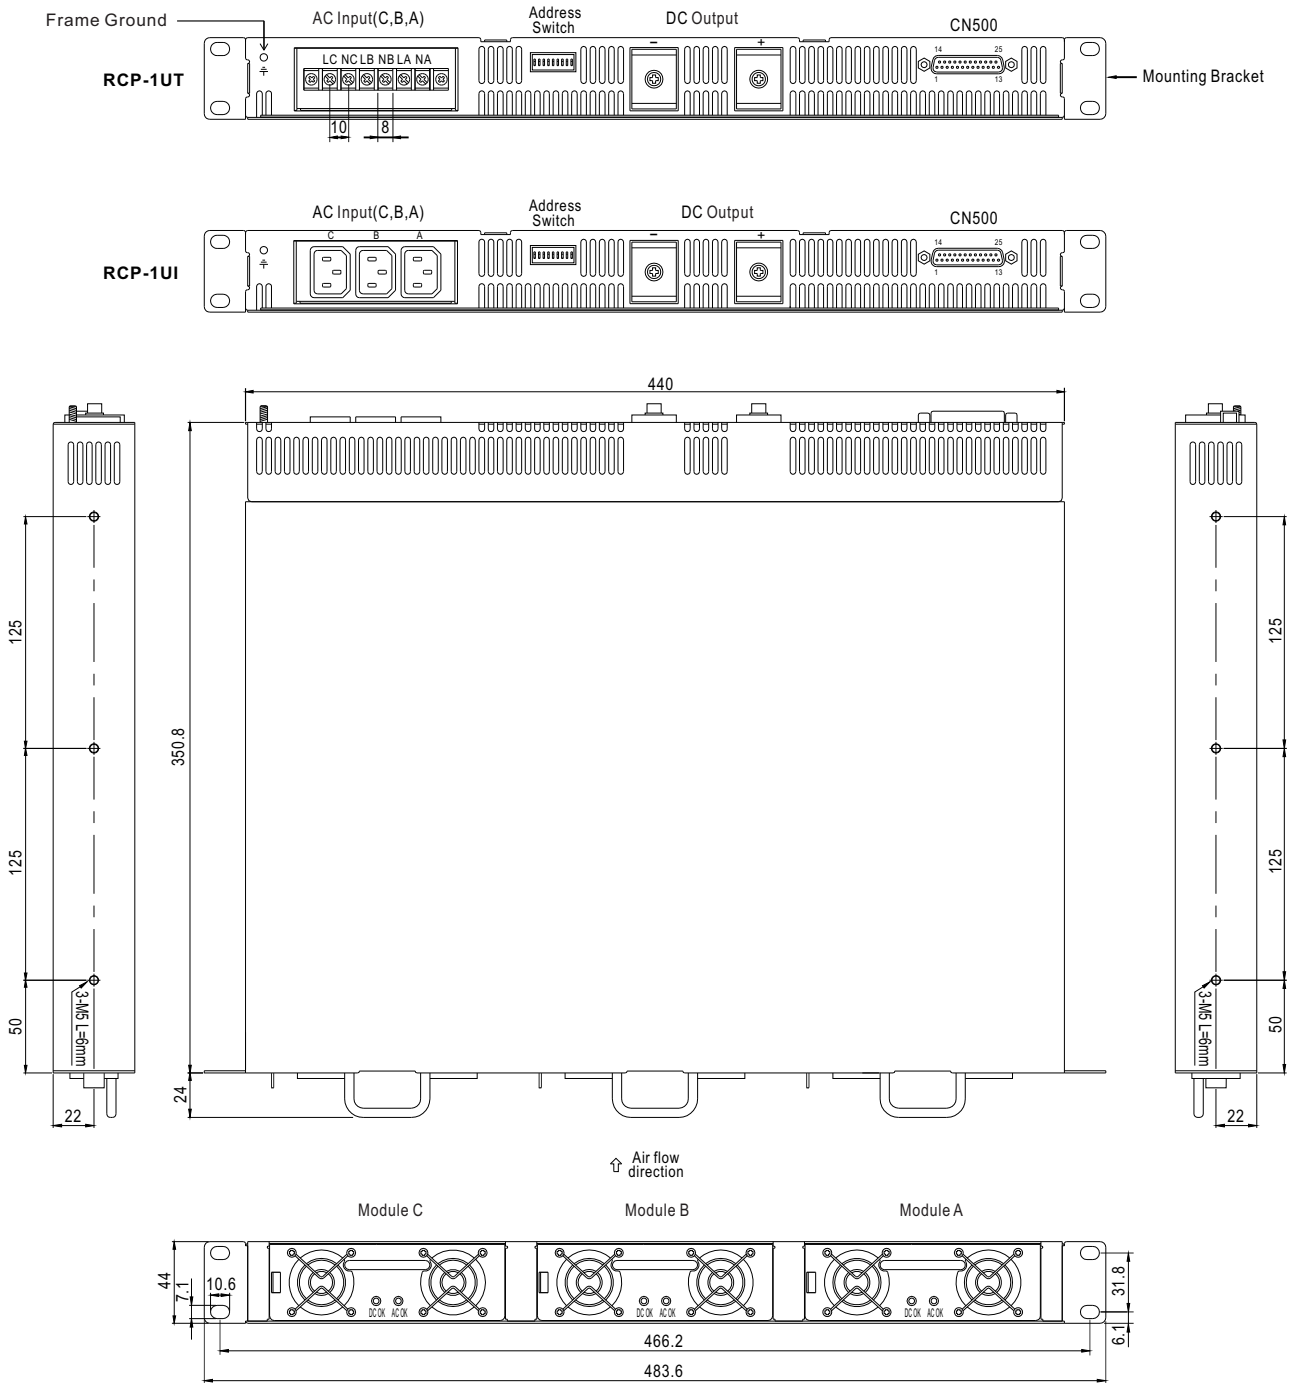 Frame Ground
AC Input(C,B,A)
Address
Switch
DC Output
CN500
RCP-1UT
LC NC LB NB LA NA
−
+
14
25
1
13
Mounting Bracket
10
8
AC Input(C,B,A)
Address
Switch
DC Output
CN500
RCP-1UI
C
B
A
−
+
14
25
1
13
440
125
125
50
3-M5 L=6mm
22
350.8
24
125
125
50
3-M5 L=6mm
22
Air flow
direction
Module C
Module B
Module A
44
7.1
10.6
DC OK
AC OK
DC OK
AC OK
DC OK
AC OK
31.8
6.1
466.2
483.6